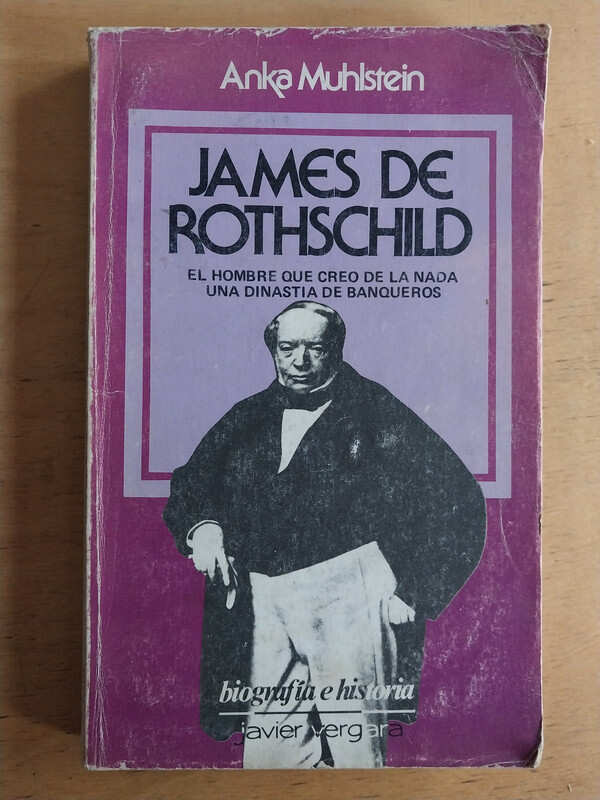 Anka Muhlstein
JAMES DE
ROTHSCHILD
EL HOMBRE QUE CREO DE LA NADA
UNA DINASTIA DE BANQUEROS
biografía e historia
javier vergara